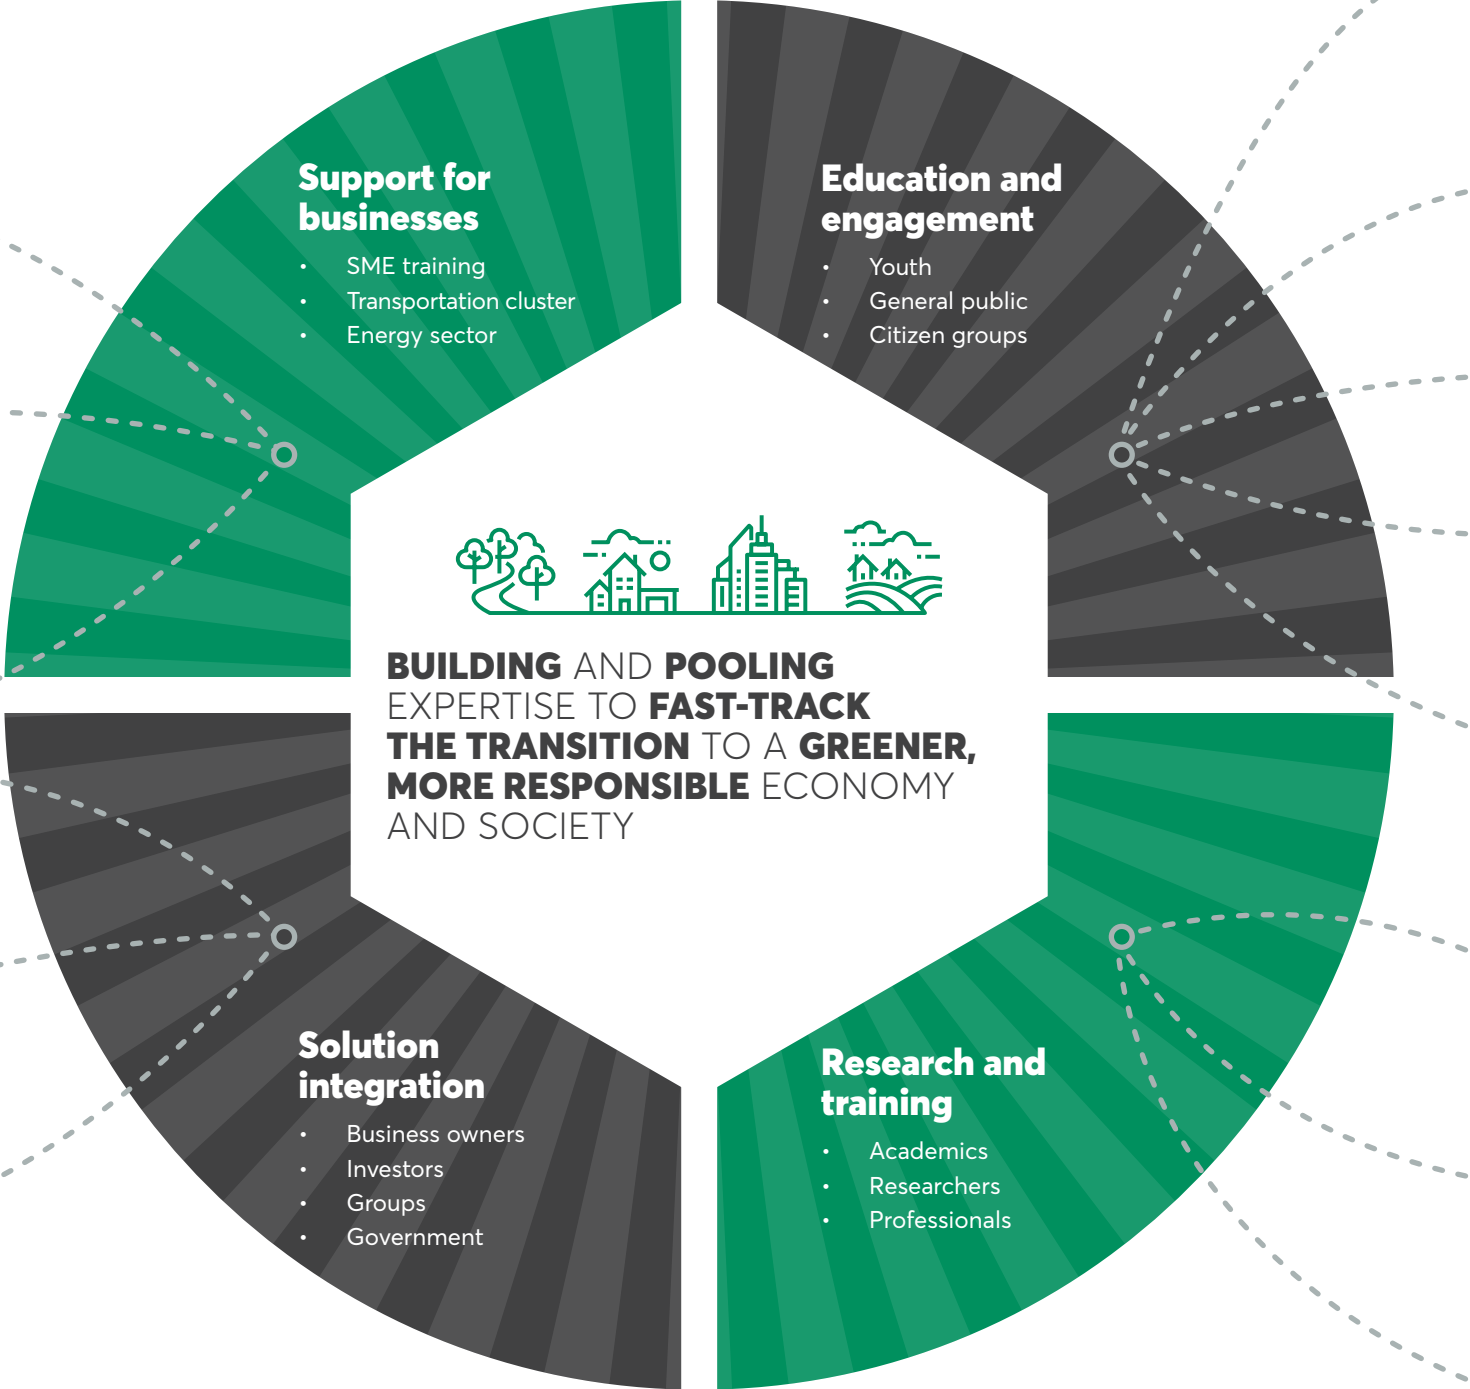 Support for
businesses
• SME training
• Transportation cluster
• Energy sector
Education and
engagement
• Youth
• General public
• Citizen groups
BUILDING AND POOLING
EXPERTISE TO FAST-TRACK
THE TRANSITION TO A GREENER,
MORE RESPONSIBLE ECONOMY
AND SOCIETY
Solution
integration
• Business owners
• Investors
• Groups
• Government
Research and
training
• Academics
• Researchers
• Professionals